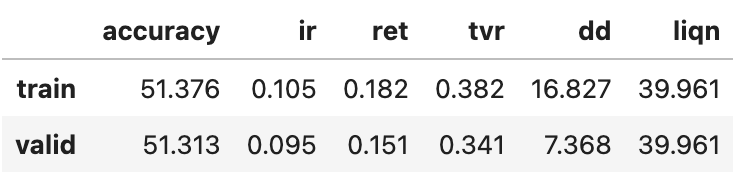 accuracy ir ret tvr dd liqn
train 51.376 0.105 0.182 0.382 16.827 39.961
valid 51.313 0.095 0.151 0.341 7.368 39.961